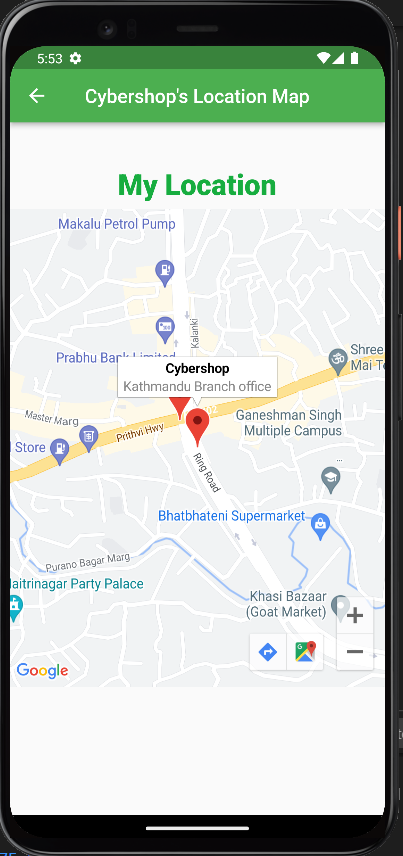 5:53
Cybershop's Location Map
My Location
Makalu Petrol Pump
Kalanki
Prabhu Bank Limited
Shree
Mai T
Cybershop
Kathmandu Branch office
Master Marg
Prithvi Hwy
Ganeshman Singh
Multiple Campus
l Store
Ring Road
Bhatbhateni Supermarket
Purano Bagar Marg
aitrinagar Party Palace
Khasi Bazaar
(Goat Market)
Google